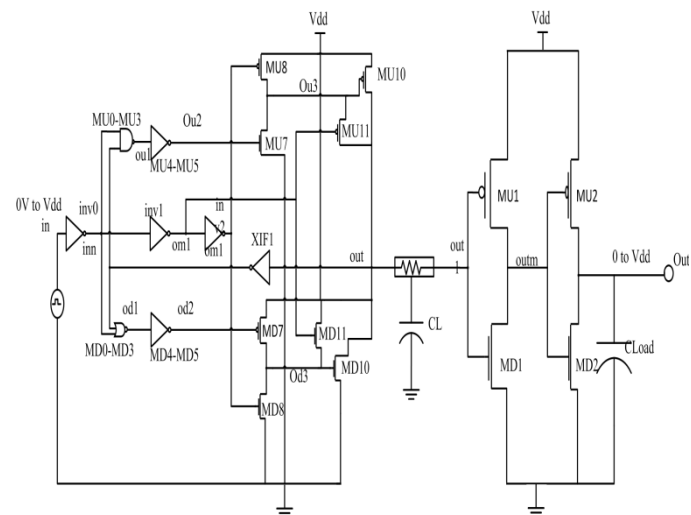 Vdd
Vdd
MU8
MU10
Ou3
MU0-MU3
Ou2
MU11
ou1
MU7
MU4-MU5
0V to Vdd
in
inv0
inv1
in
MU1
MU2
inn
om1
v2
om1
XIF1
out
out
1
outm
0 to Vdd
Out
od1
od2
CL
MD7
MD11
CLoad
MD0-MD3
MD4-MD5
Od3
MD10
MD1
MD2
MD8